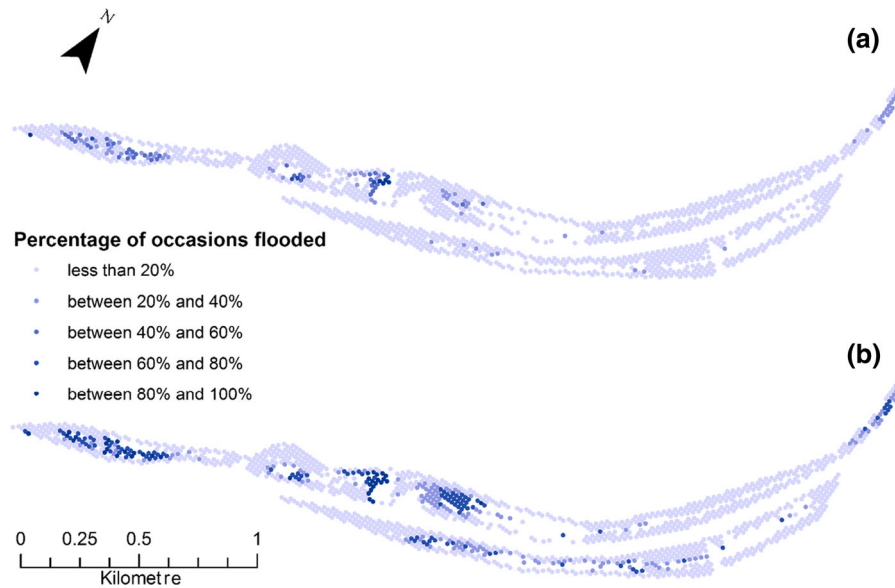 N
(a)
Percentage of occasions flooded
less than 20%
between 20% and 40%
between 40% and 60%
between 60% and 80%
between 80% and 100%
(b)
0 0.25 0.5 1
Kilometre